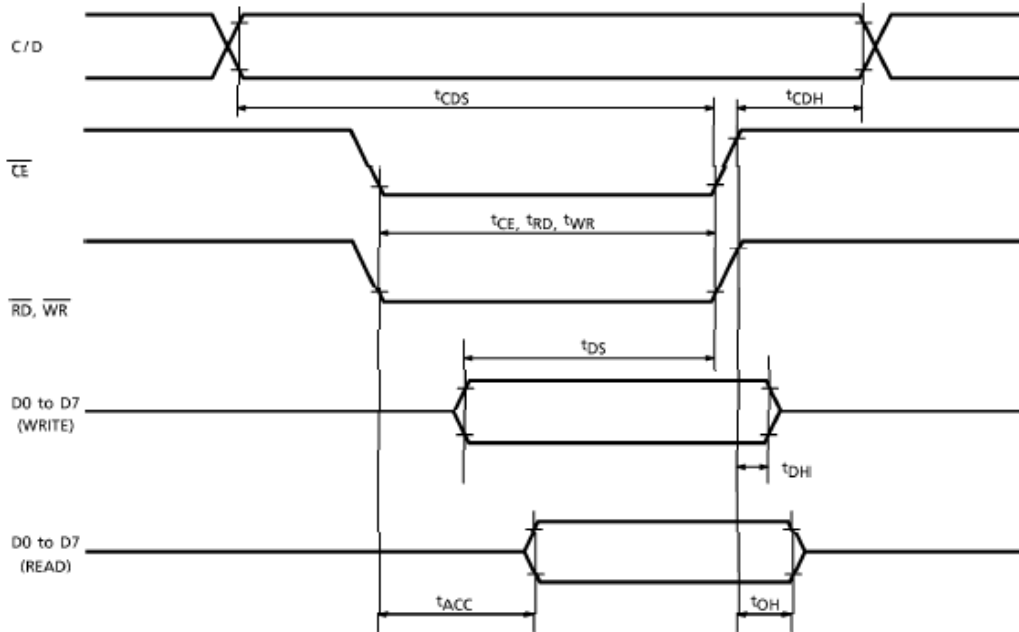 C/D
tCDS
tCDH
CE
tCE, tRD, tWR
RD, WR
tDS
D0 to D7
(WRITE)
tDHI
D0 to D7
(READ)
tACC
tOH